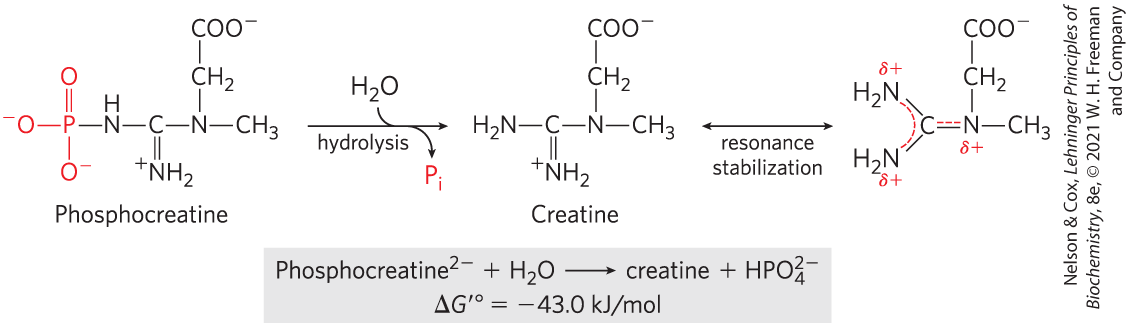 COO⁻
CH₂
O
⁻O—P—N—C—N—CH₃
H
O⁻
⁺NH₂
Phosphocreatine
H₂O
hydrolysis
Pᵢ
COO⁻
CH₂
H₂N—C—N—CH₃
⁺NH₂
Creatine
resonance
stabilization
COO⁻
CH₂
δ+
H₂N
C
N—CH₃
δ+
H₂N
δ+
Phosphocreatine²⁻ + H₂O ⟶ creatine + HPO₄²⁻
ΔG′° = −43.0 kJ/mol
Nelson & Cox, Lehninger Principles of
Biochemistry, 8e, © 2021 W. H. Freeman
and Company